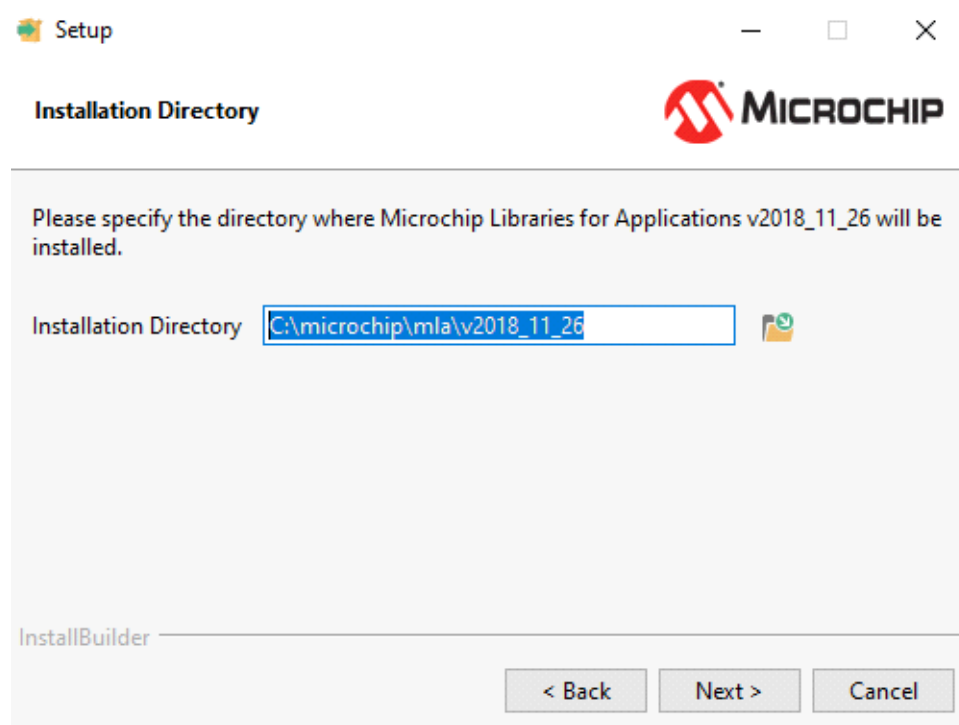 Setup
Installation Directory
MICROCHIP
Please specify the directory where Microchip Libraries for Applications v2018_11_26 will be
installed.
Installation Directory C:\microchip\mla\v2018_11_26
InstallBuilder
< Back Next > Cancel